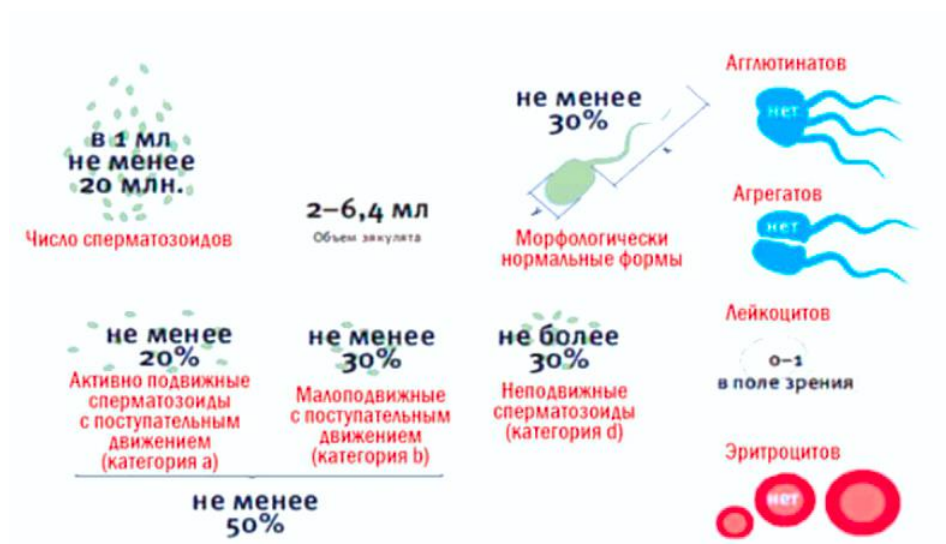 в 1 мл
не менее
20 млн.
Число сперматозоидов
2–6,4 мл
Объем эякулята
не менее
30%
Морфологически
нормальные формы
Агглютинатов
нет
Агрегатов
нет
не менее
20%
Активно подвижные
сперматозоиды
с поступательным
движением
(категория a)
не менее
30%
Малоподвижные
с поступательным
движением
(категория b)
не менее
50%
не более
30%
Неподвижные
сперматозоиды
(категория d)
Лейкоцитов
0–1
в поле зрения
Эритроцитов
нет